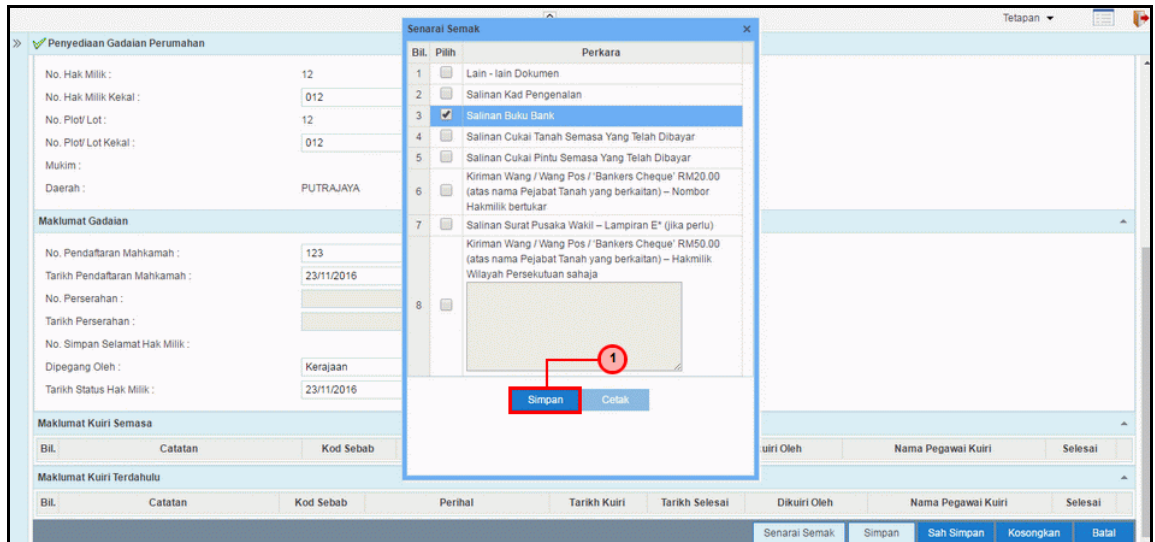 Tetapan
Penyediaan Gadaian Perumahan
No. Hak Milik : 12
No. Hak Milik Kekal : 012
No. Plot/ Lot : 12
No. Plot/ Lot Kekal : 012
Mukim :
Daerah : PUTRAJAYA
Maklumat Gadaian
No. Pendaftaran Mahkamah : 123
Tarikh Pendaftaran Mahkamah : 23/11/2016
No. Perserahan :
Tarikh Perserahan :
No. Simpan Selamat Hak Milik :
Dipegang Oleh : Kerajaan
Tarikh Status Hak Milik : 23/11/2016
Senarai Semak x
Bil. Pilih Perkara
1 Lain - lain Dokumen
2 Salinan Kad Pengenalan
3 Salinan Buku Bank
4 Salinan Cukai Tanah Semasa Yang Telah Dibayar
5 Salinan Cukai Pintu Semasa Yang Telah Dibayar
6 Kiriman Wang / Wang Pos / 'Bankers Cheque' RM20.00
(atas nama Pejabat Tanah yang berkaitan) – Nombor
Hakmilik bertukar
7 Salinan Surat Pusaka Wakil – Lampiran E* (jika perlu)
8 Kiriman Wang / Wang Pos / 'Bankers Cheque' RM50.00
(atas nama Pejabat Tanah yang berkaitan) – Hakmilik
Wilayah Persekutuan sahaja
1
Simpan Cetak
Maklumat Kuiri Semasa
Bil. Catatan Kod Sebab uiri Oleh Nama Pegawai Kuiri Selesai
Maklumat Kuiri Terdahulu
Bil. Catatan Kod Sebab Perihal Tarikh Kuiri Tarikh Selesai Dikuiri Oleh Nama Pegawai Kuiri Selesai
Senarai Semak Simpan Sah Simpan Kosongkan Batal